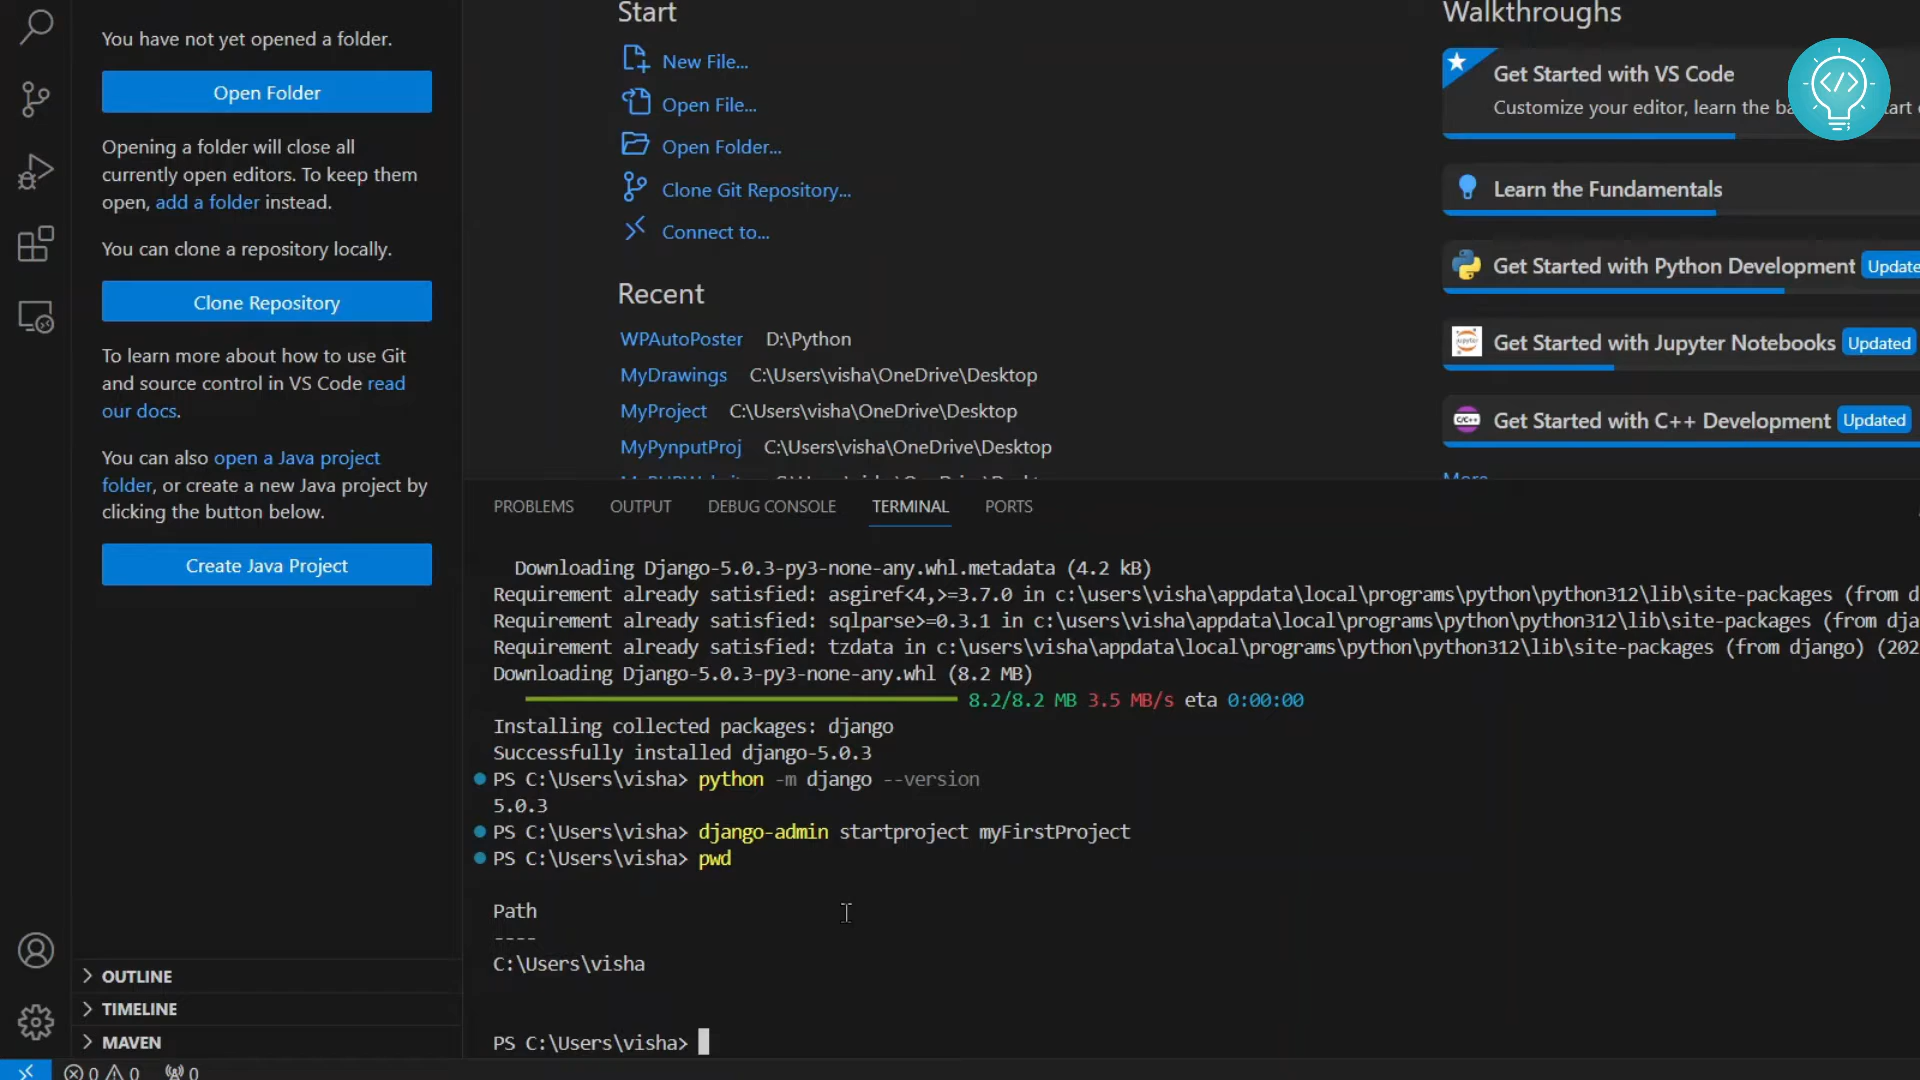 You have not yet opened a folder.
Open Folder
Opening a folder will close all
currently open editors. To keep them
open, add a folder instead.
You can clone a repository locally.
Clone Repository
To learn more about how to use Git
and source control in VS Code read
our docs.
You can also open a Java project
folder, or create a new Java project by
clicking the button below.
Create Java Project
OUTLINE
TIMELINE
MAVEN
Start
New File...
Open File...
Open Folder...
Clone Git Repository...
Connect to...
Recent
WPAutoPoster D:\Python
MyDrawings C:\Users\visha\OneDrive\Desktop
MyProject C:\Users\visha\OneDrive\Desktop
MyPynputProj C:\Users\visha\OneDrive\Desktop
Walkthroughs
Get Started with VS Code
Customize your editor, learn the ba
Learn the Fundamentals
Get Started with Python Development Update
Get Started with Jupyter Notebooks Updated
Get Started with C++ Development Updated
More
PROBLEMS OUTPUT DEBUG CONSOLE TERMINAL PORTS
Downloading Django-5.0.3-py3-none-any.whl.metadata (4.2 kB)
Requirement already satisfied: asgiref<4,>=3.7.0 in c:\users\visha\appdata\local\programs\python\python312\lib\site-packages (from d
Requirement already satisfied: sqlparse>=0.3.1 in c:\users\visha\appdata\local\programs\python\python312\lib\site-packages (from dja
Requirement already satisfied: tzdata in c:\users\visha\appdata\local\programs\python\python312\lib\site-packages (from django) (202
Downloading Django-5.0.3-py3-none-any.whl (8.2 MB)
8.2/8.2 MB 3.5 MB/s eta 0:00:00
Installing collected packages: django
Successfully installed django-5.0.3
PS C:\Users\visha> python -m django --version
5.0.3
PS C:\Users\visha> django-admin startproject myFirstProject
PS C:\Users\visha> pwd
Path
----
C:\Users\visha
PS C:\Users\visha>
0 0 0